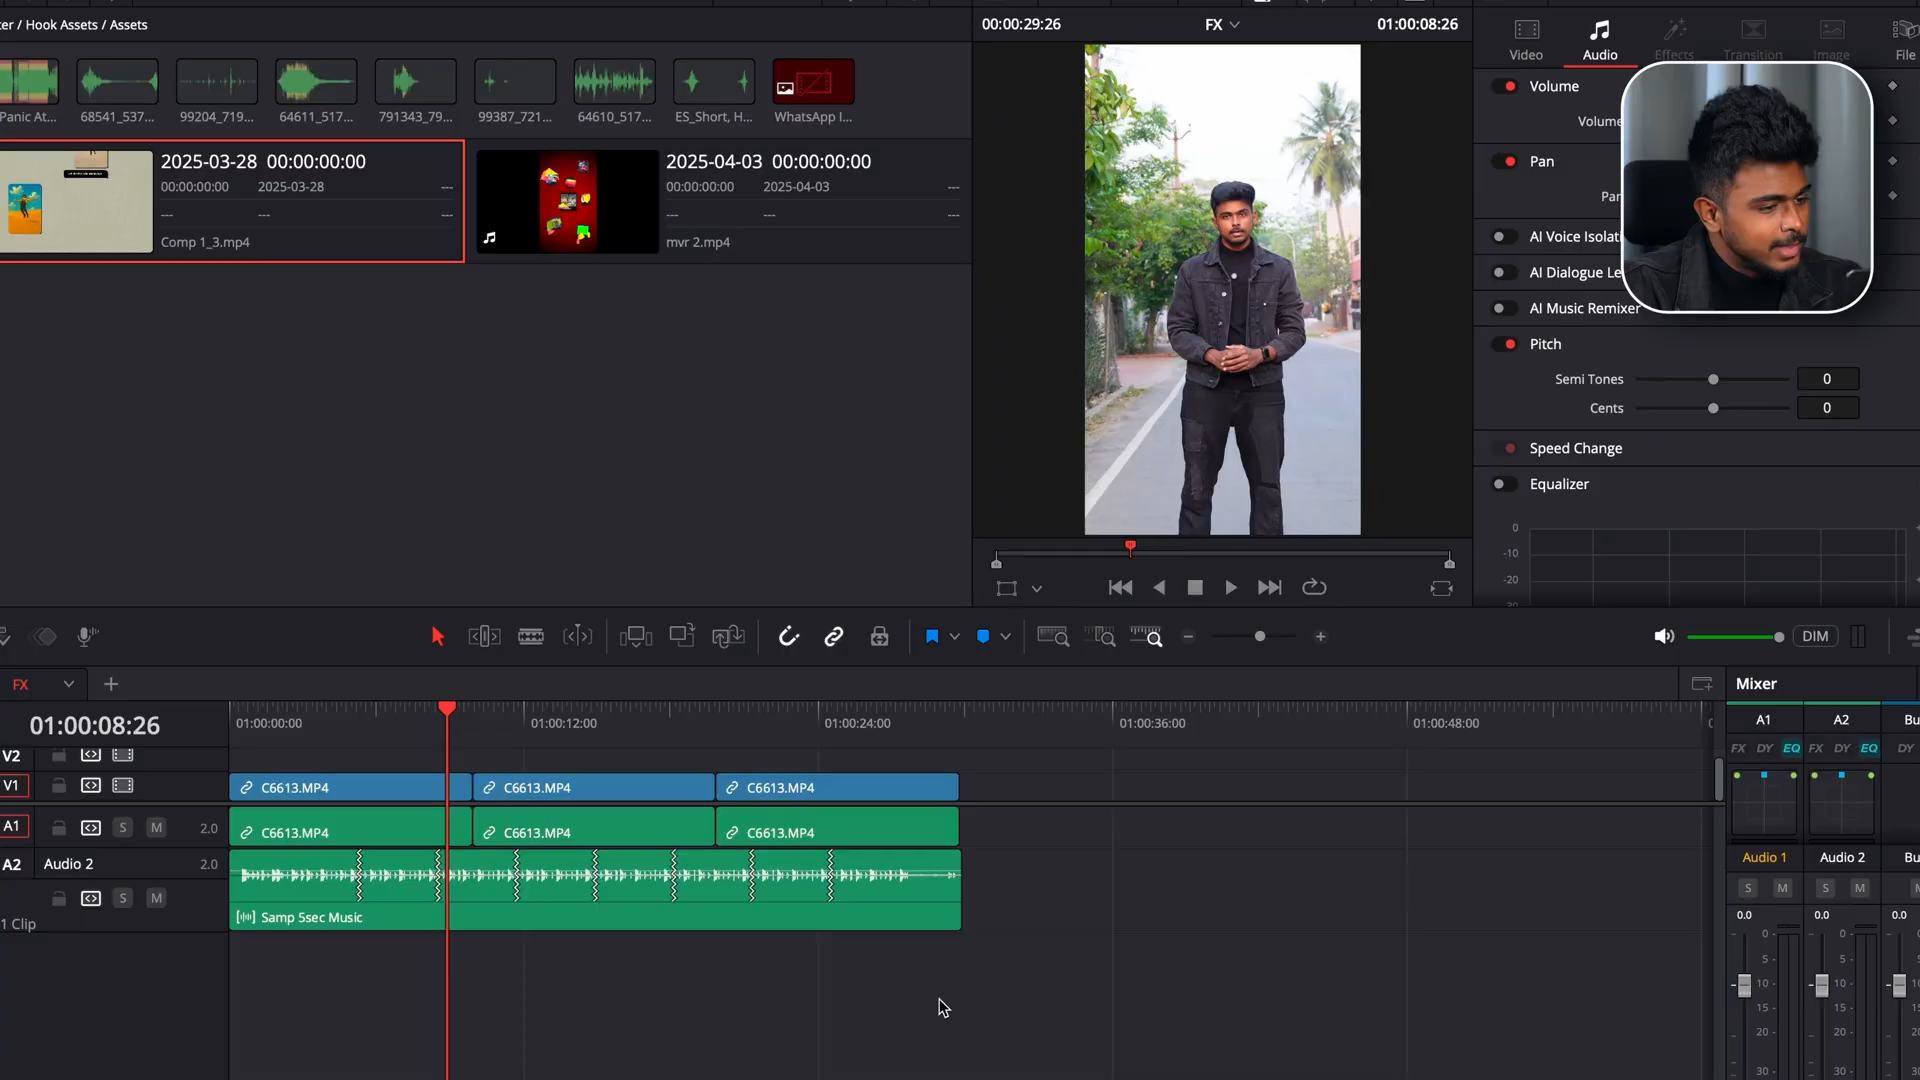 ter / Hook Assets / Assets
00:00:29:26
FX
01:00:08:26
Video
Audio
Effects
Transition
Image
File
Panic At...
68541_537...
99204_719...
64611_517...
791343_79...
99387_721...
64610_517...
ES_Short, H...
WhatsApp I...
2025-03-28 00:00:00:00
00:00:00:00 2025-03-28 ---
--- --- ---
Comp 1_3.mp4
2025-04-03 00:00:00:00
00:00:00:00 2025-04-03 ---
--- --- ---
mvr 2.mp4
Volume
Volume
Pan
Pan
AI Voice Isolati
AI Dialogue Le
AI Music Remixer
Pitch
Semi Tones 0
Cents 0
Speed Change
Equalizer
0
-10
-20
DIM
FX
Mixer
01:00:08:26
01:00:00:00
01:00:12:00
01:00:24:00
01:00:36:00
01:00:48:00
V2
V1
C6613.MP4
C6613.MP4
C6613.MP4
A1 S M 2.0
C6613.MP4
C6613.MP4
C6613.MP4
A2 Audio 2 2.0
S M
1 Clip
Samp 5sec Music
A1 A2 Bu
FX DY EQ FX DY EQ DY
Audio 1 Audio 2 Bu
S M S M S
0.0 0.0 0.0
0 0 0
5 5 5
10 10 10
15 15 15
20 20 20
30 30 30